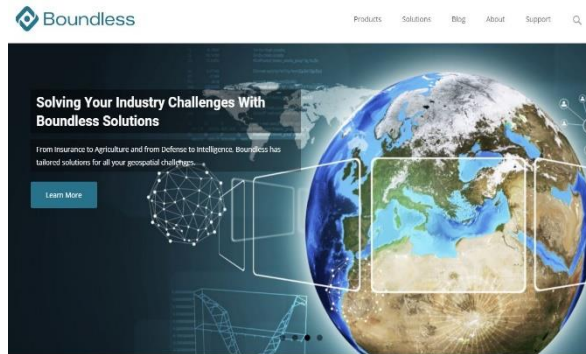 Boundless
Products Solutions Blog About Support
Solving Your Industry Challenges With
Boundless Solutions
From Insurance to Agriculture and from Defense to Intelligence, Boundless has
tailored solutions for all your geospatial challenges.
Learn More